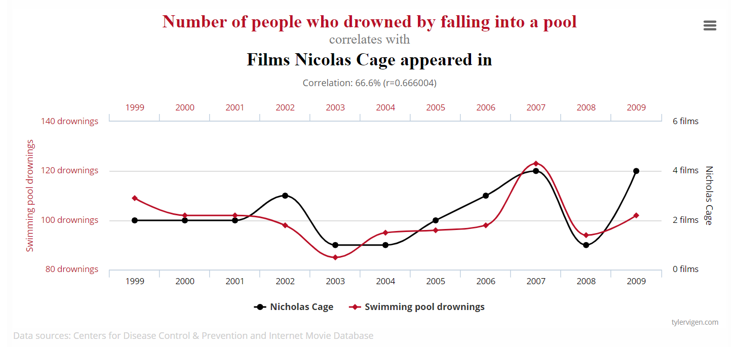 Number of people who drowned by falling into a pool
correlates with
Films Nicolas Cage appeared in
Correlation: 66.6% (r=0.666004)
1999 2000 2001 2002 2003 2004 2005 2006 2007 2008 2009
140 drownings 6 films
120 drownings 4 films
100 drownings 2 films
80 drownings 0 films
Swimming pool drownings
Nicholas Cage
1999 2000 2001 2002 2003 2004 2005 2006 2007 2008 2009
Nicholas Cage Swimming pool drownings
tylervigen.com
Data sources: Centers for Disease Control & Prevention and Internet Movie Database